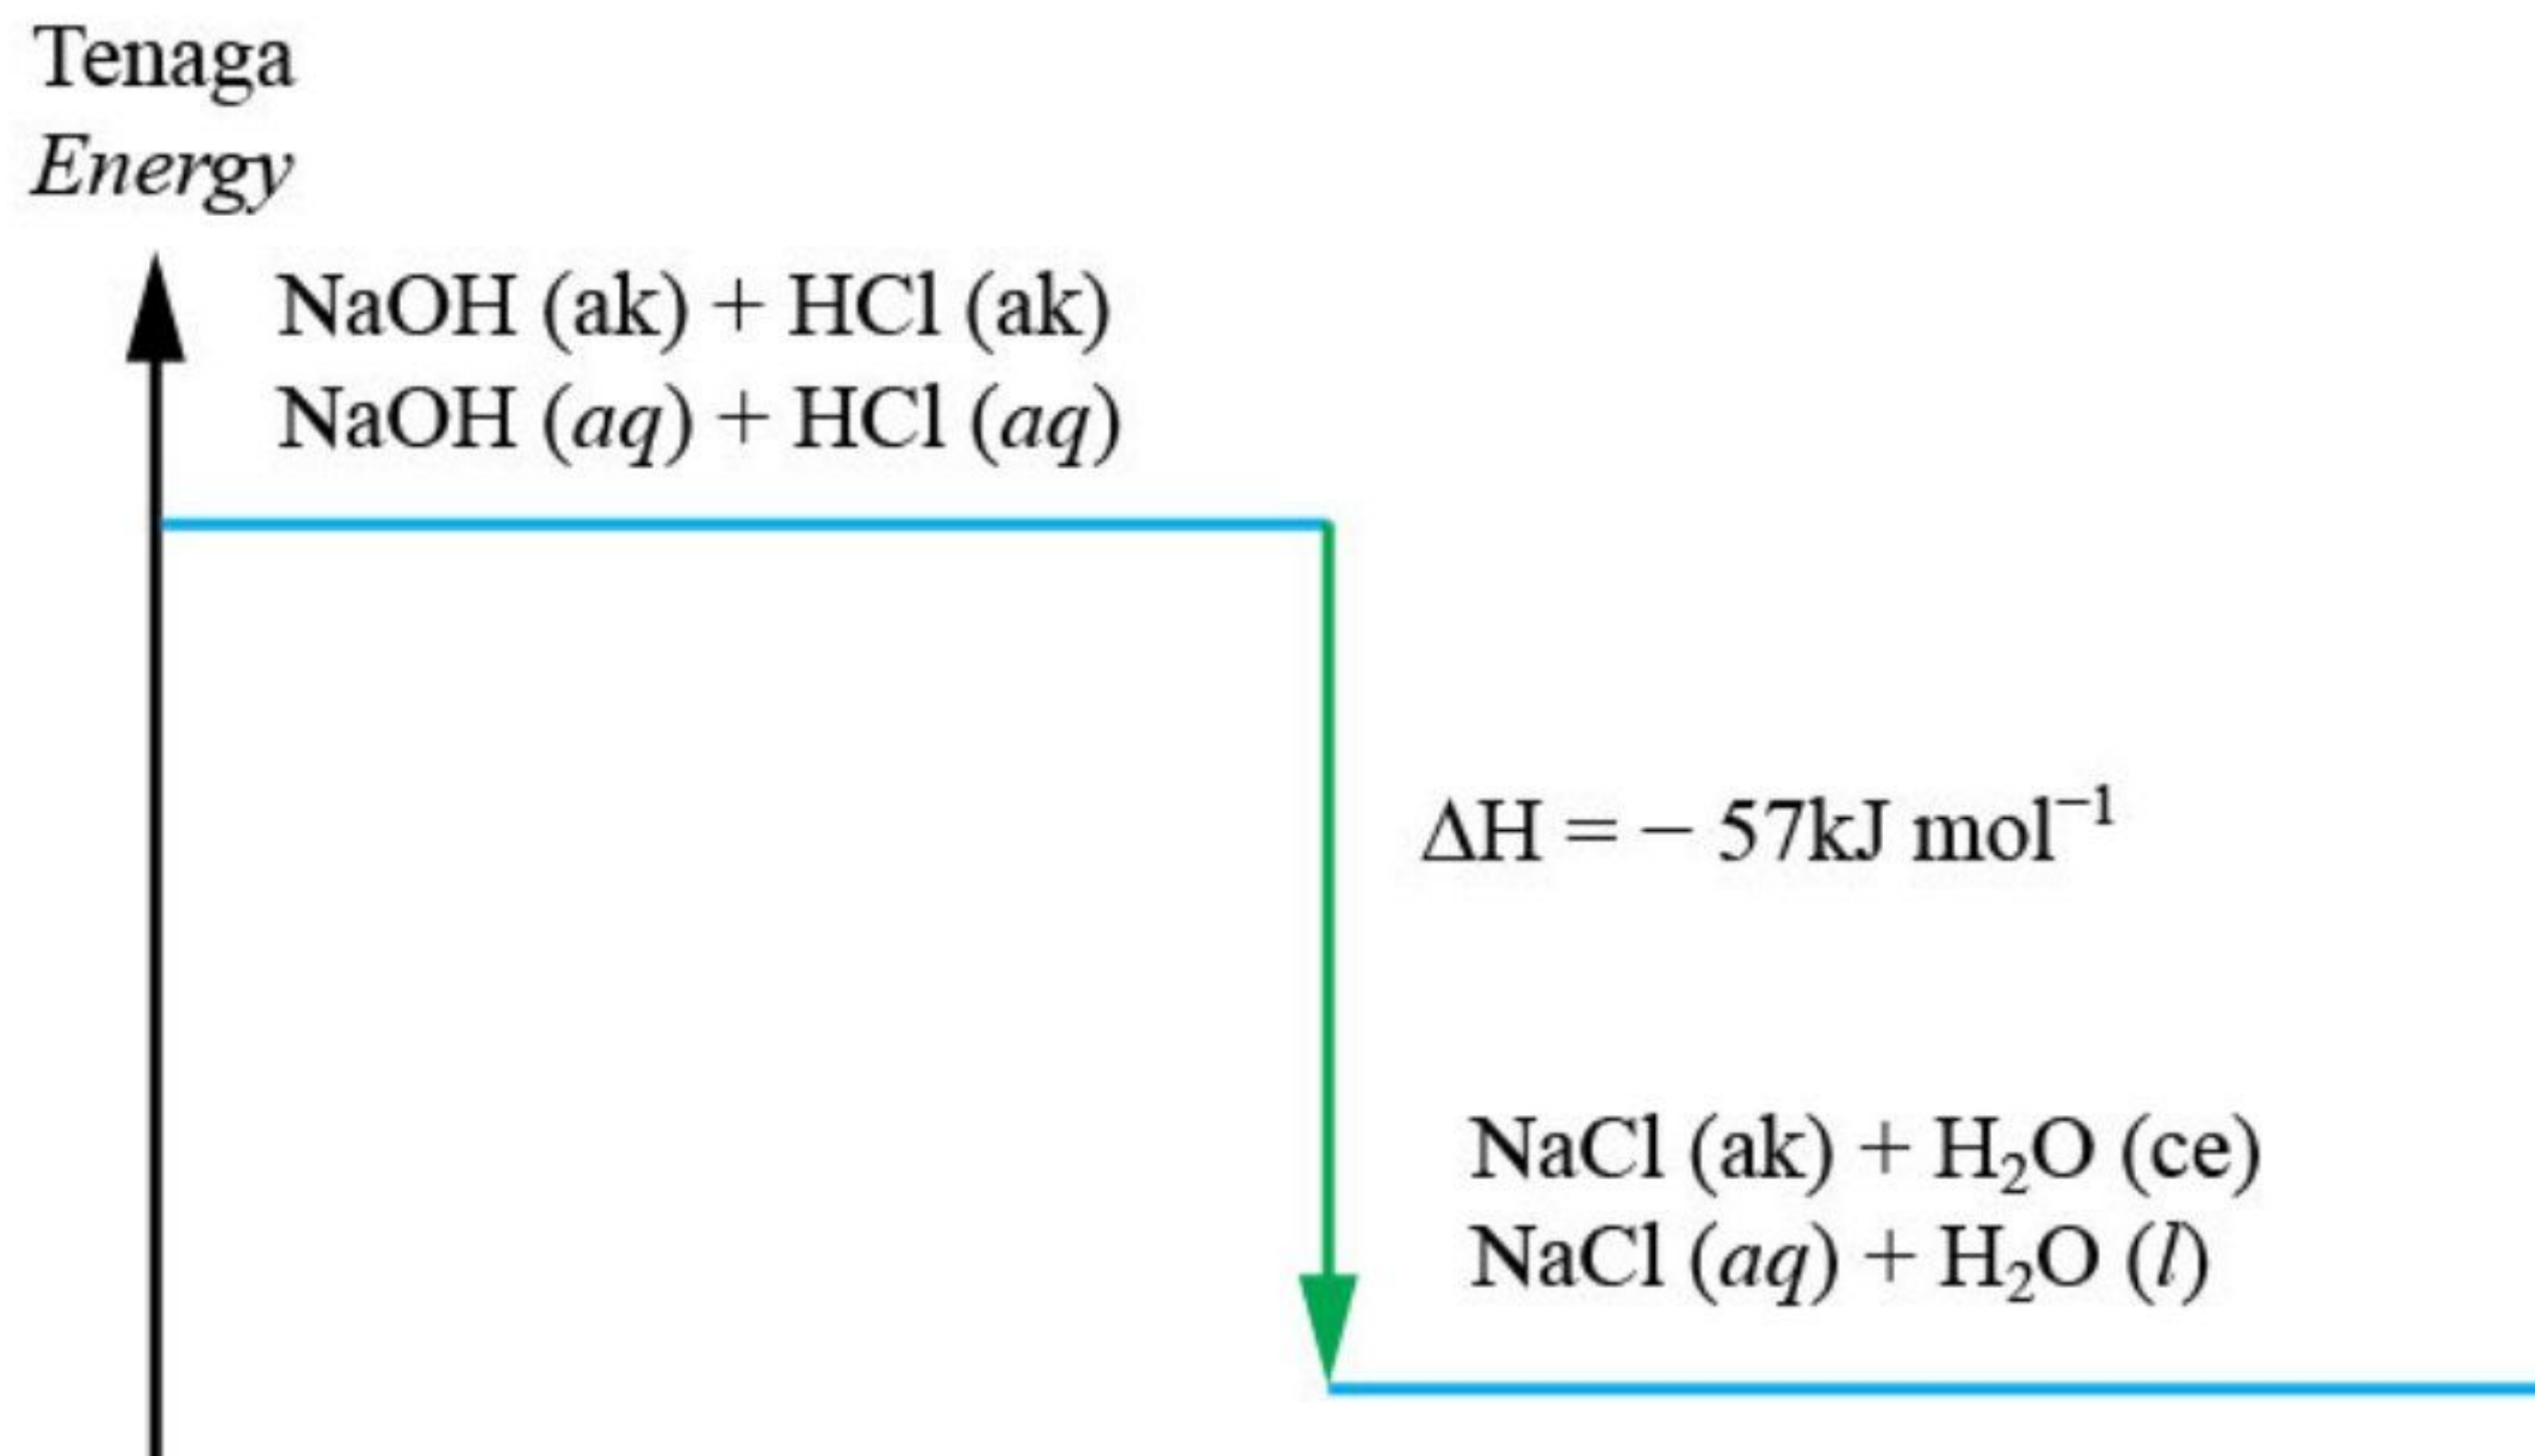 Tenaga
Energy
NaOH (ak) + HCl (ak)
NaOH (aq) + HCl (aq)
ΔH = − 57kJ mol⁻¹
NaCl (ak) + H₂O (ce)
NaCl (aq) + H₂O (l)